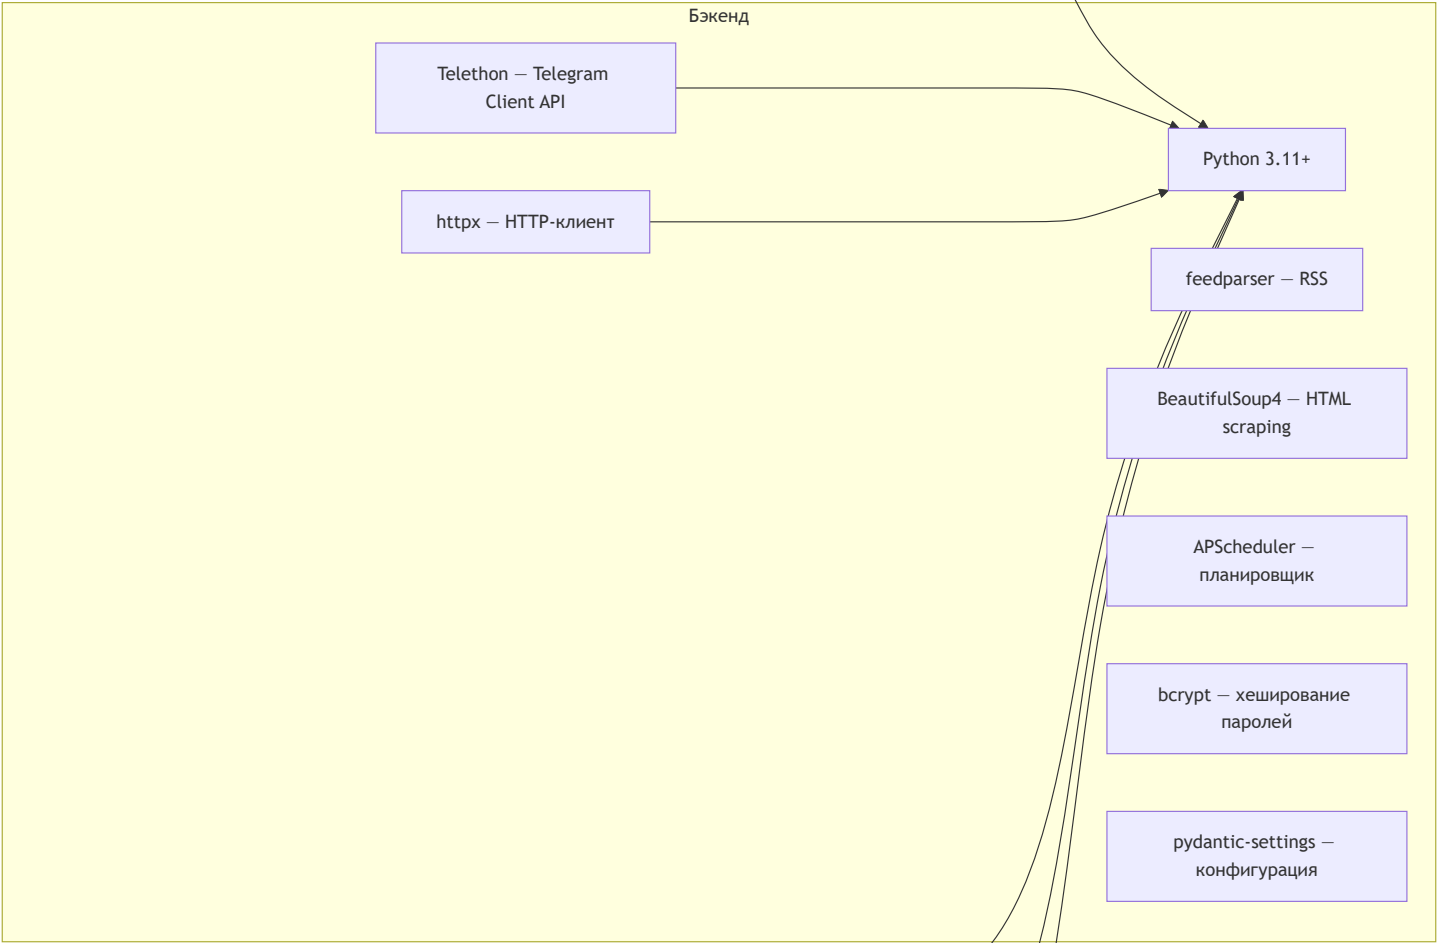 Бэкенд
Telethon — Telegram
Client API
Python 3.11+
httpx — HTTP-клиент
feedparser — RSS
BeautifulSoup4 — HTML
scraping
APScheduler —
планировщик
bcrypt — хеширование
паролей
pydantic-settings —
конфигурация